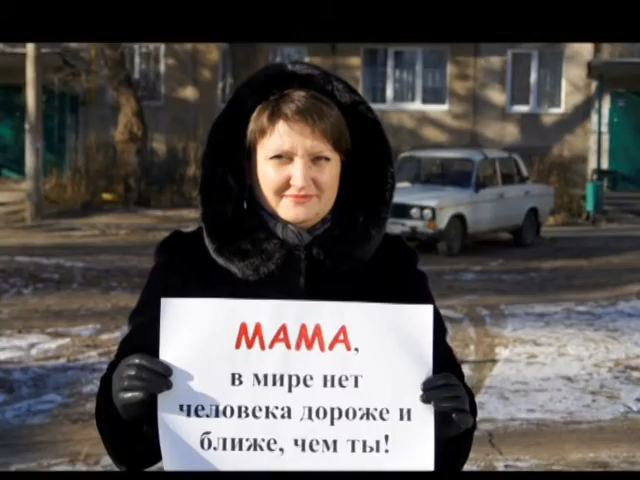 МАМА,
в мире нет
человека дороже и
ближе, чем ты!